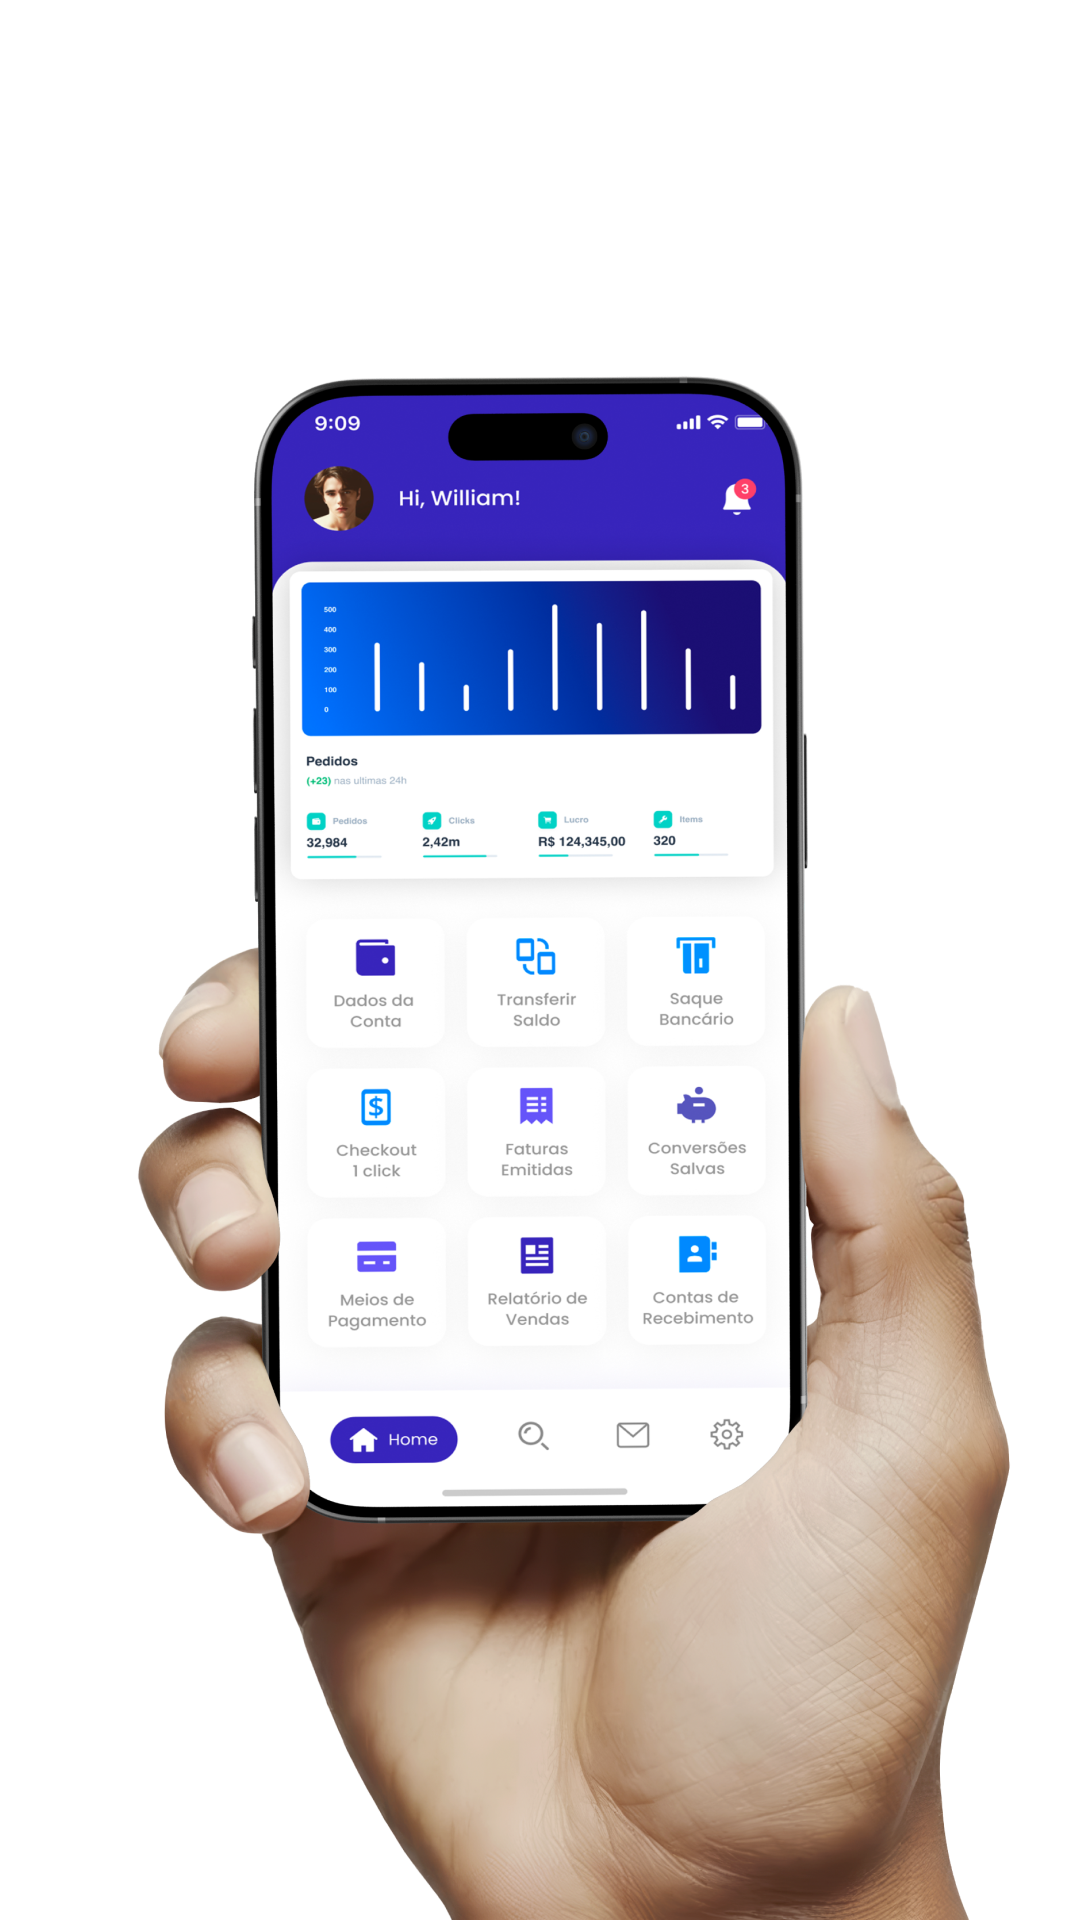 9:09
Hi, William!
3
500
400
300
200
100
0
Pedidos
(+23) nas ultimas 24h
Pedidos
32,984
Clicks
2,42m
Lucro
R$ 124,345,00
Items
320
Dados da
Conta
Transferir
Saldo
Saque
Bancário
$
Checkout
1 click
Faturas
Emitidas
Conversões
Salvas
Meios de
Pagamento
Relatório de
Vendas
Contas de
Recebimento
Home